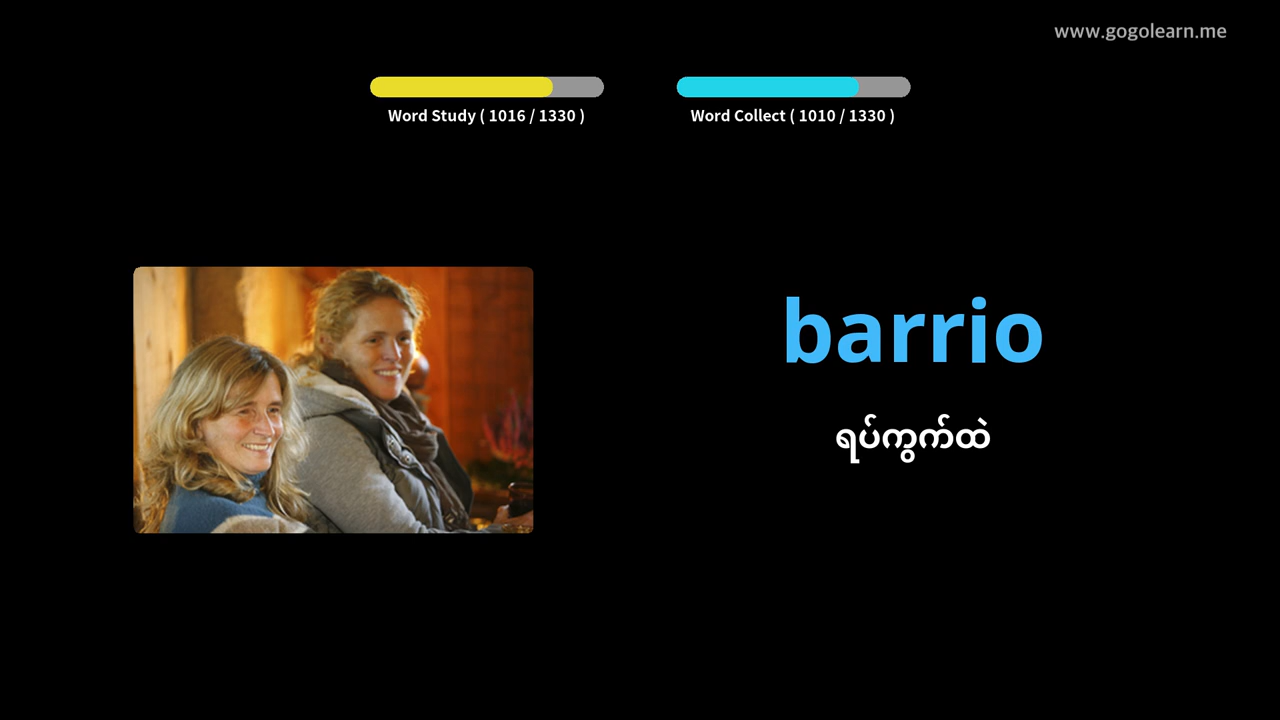 www.gogolearn.me
Word Study ( 1016 / 1330 )
Word Collect ( 1010 / 1330 )
barrio
ရပ်ကွက်ထဲ